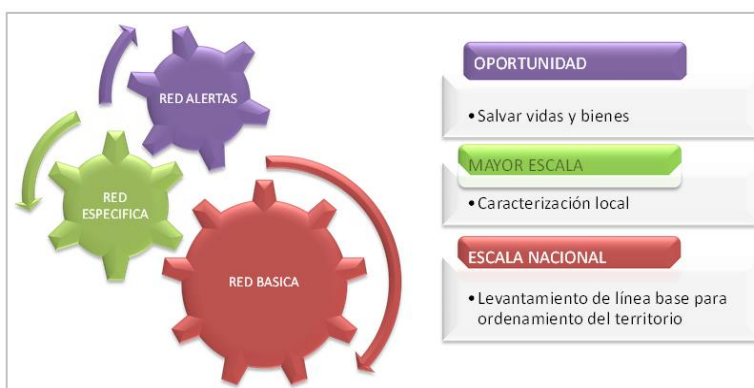 RED ALERTAS
RED
ESPECIFICA
RED BASICA
OPORTUNIDAD
•Salvar vidas y bienes
MAYOR ESCALA
•Caracterización local
ESCALA NACIONAL
•Levantamiento de línea base para
ordenamiento del territorio